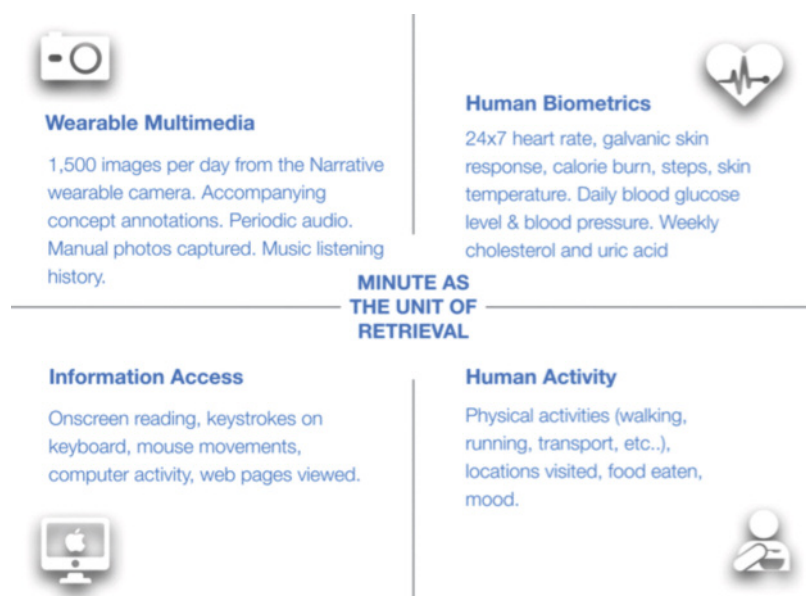 Wearable Multimedia
1,500 images per day from the Narrative
wearable camera. Accompanying
concept annotations. Periodic audio.
Manual photos captured. Music listening
history.
Human Biometrics
24x7 heart rate, galvanic skin
response, calorie burn, steps, skin
temperature. Daily blood glucose
level & blood pressure. Weekly
cholesterol and uric acid
MINUTE AS
THE UNIT OF
RETRIEVAL
Information Access
Onscreen reading, keystrokes on
keyboard, mouse movements,
computer activity, web pages viewed.
Human Activity
Physical activities (walking,
running, transport, etc..),
locations visited, food eaten,
mood.